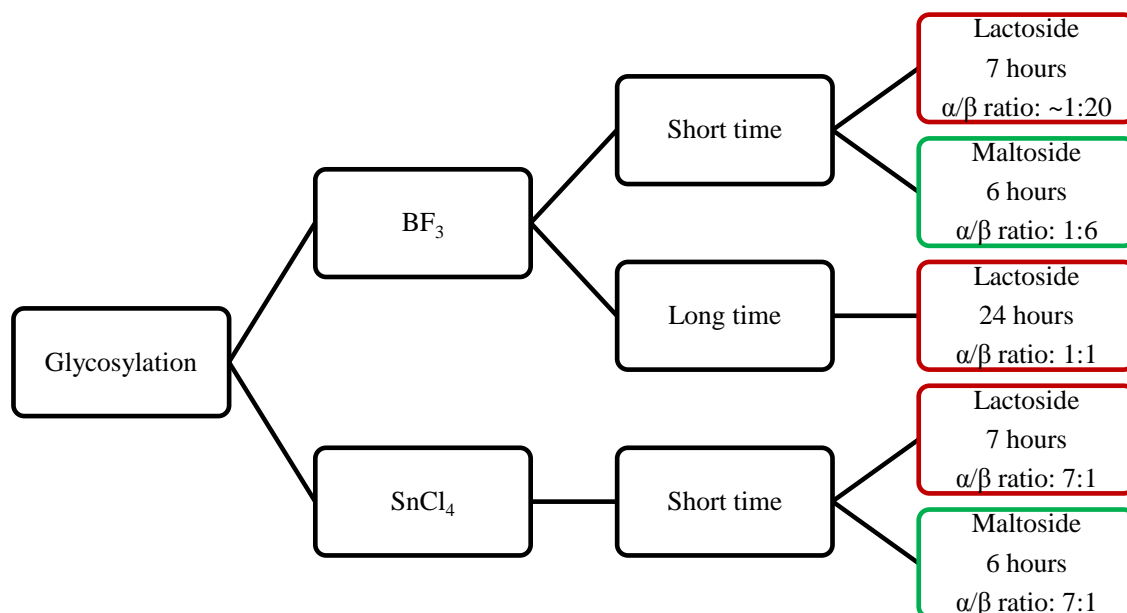 Glycosylation
BF₃
SnCl₄
Short time
Long time
Short time
Lactoside
7 hours
α/β ratio: ~1:20
Maltoside
6 hours
α/β ratio: 1:6
Lactoside
24 hours
α/β ratio: 1:1
Lactoside
7 hours
α/β ratio: 7:1
Maltoside
6 hours
α/β ratio: 7:1